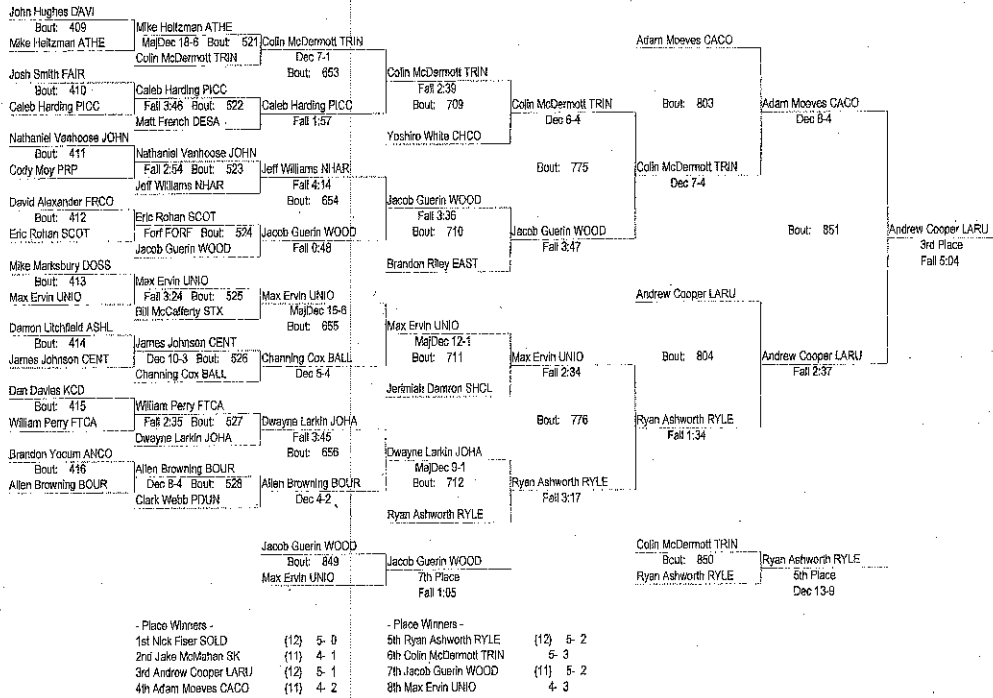 John Hughes DAVI
Bout: 409
Mike Heitzman ATHE
Josh Smith FAIR
Bout: 410
Caleb Harding PICC
Nathaniel Vanhoose JOHN
Bout: 411
Cody Moy PRP
David Alexander FRCO
Bout: 412
Eric Rohan SCOT
Mike Marksbury DOSS
Bout: 413
Max Ervin UNIO
Damon Litchfield ASHL
Bout: 414
James Johnson CENT
Dan Davies KCD
Bout: 415
William Perry FTCA
Brandon Yocum ANCO
Bout: 416
Allen Browning BOUR
Mike Heitzman ATHE
MajDec 18-6 Bout: 521
Colin McDermott TRIN
Caleb Harding PICC
Fall 3:46 Bout: 522
Matt French DESA
Nathaniel Vanhoose JOHN
Fall 2:54 Bout: 523
Jeff Williams NHAR
Eric Rohan SCOT
Forf FORF Bout: 524
Jacob Guerin WOOD
Max Ervin UNIO
Fall 3:24 Bout: 525
Bill McCafferty STX
James Johnson CENT
Dec 10-3 Bout: 526
Channing Cox BALL
William Perry FTCA
Fall 2:35 Bout: 527
Dwayne Larkin JOHA
Allen Browning BOUR
Dec 8-4 Bout: 528
Clark Webb PDUN
Colin McDermott TRIN
Dec 7-1
Bout: 653
Caleb Harding PICC
Fall 1:57
Jeff Williams NHAR
Fall 4:14
Bout: 654
Jacob Guerin WOOD
Fall 0:48
Max Ervin UNIO
MajDec 15-6
Bout: 655
Channing Cox BALL
Dec 5-4
Dwayne Larkin JOHA
Fall 3:45
Bout: 656
Allen Browning BOUR
Dec 4-2
Colin McDermott TRIN
Fall 2:39
Bout: 709
Yoshiro White CHCO
Jacob Guerin WOOD
Fall 3:36
Bout: 710
Brandon Riley EAST
Max Ervin UNIO
MajDec 12-1
Bout: 711
Jerimiah Damron SHCL
Dwayne Larkin JOHA
MajDec 9-1
Bout: 712
Ryan Ashworth RYLE
Colin McDermott TRIN
Dec 6-4
Bout: 775
Jacob Guerin WOOD
Fall 3:47
Max Ervin UNIO
Fall 2:34
Bout: 776
Ryan Ashworth RYLE
Fall 3:17
Adam Moeves CACO
Bout: 803
Colin McDermott TRIN
Dec 7-4
Andrew Cooper LARU
Bout: 804
Ryan Ashworth RYLE
Fall 1:34
Adam Moeves CACO
Dec 8-4
Bout: 851
Andrew Cooper LARU
Fall 2:37
Andrew Cooper LARU
3rd Place
Fall 5:04
Jacob Guerin WOOD
Bout: 849
Max Ervin UNIO
Jacob Guerin WOOD
7th Place
Fall 1:05
Colin McDermott TRIN
Bout: 850
Ryan Ashworth RYLE
Ryan Ashworth RYLE
5th Place
Dec 13-9
- Place Winners -
1st Nick Fiser SOLD {12} 5- 0
2nd Jake McMahan SK {11} 4- 1
3rd Andrew Cooper LARU {12} 5- 1
4th Adam Moeves CACO {11} 4- 2
- Place Winners -
5th Ryan Ashworth RYLE {12} 5- 2
6th Colin McDermott TRIN 5- 3
7th Jacob Guerin WOOD {11} 5- 2
8th Max Ervin UNIO 4- 3